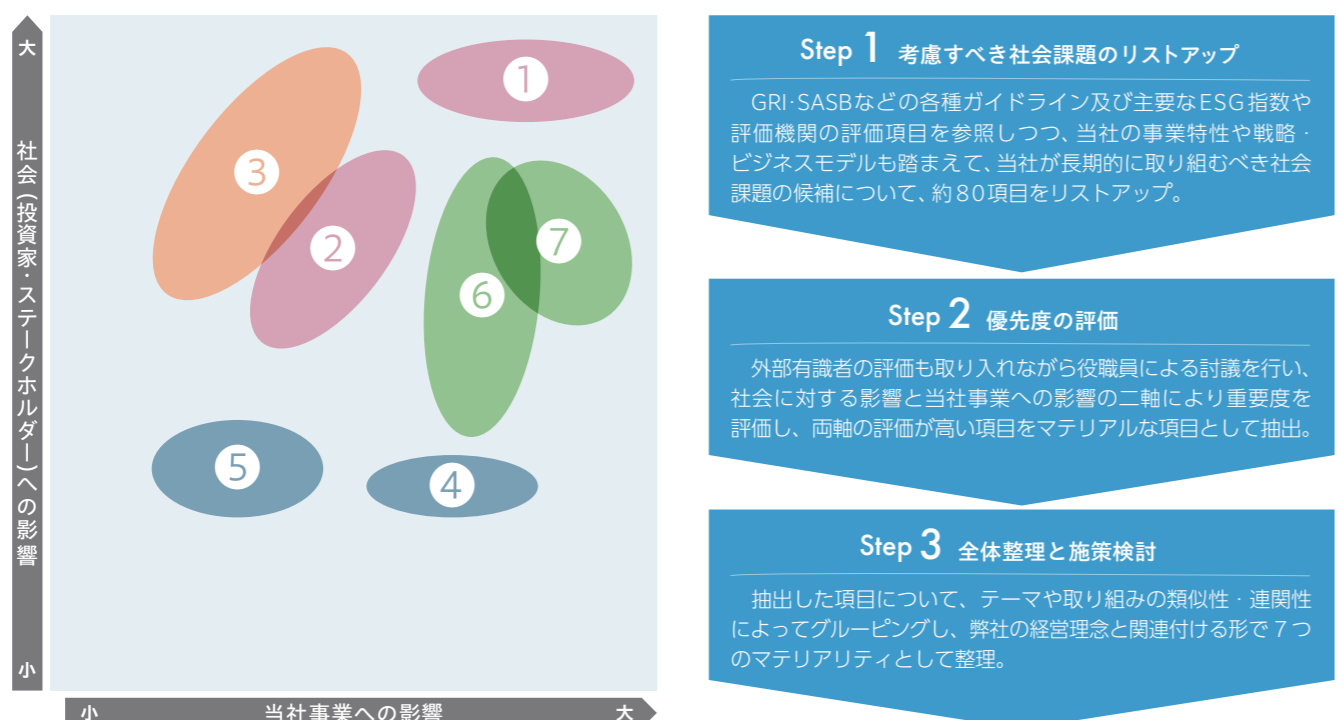 大
社会(投資家・ステークホルダー)への影響
小
1
3
2
7
6
5
4
小 当社事業への影響 大
Step 1 考慮すべき社会課題のリストアップ
GRI・SASBなどの各種ガイドライン及び主要なESG指数や
評価機関の評価項目を参照しつつ、当社の事業特性や戦略・
ビジネスモデルも踏まえて、当社が長期的に取り組むべき社会
課題の候補について、約80項目をリストアップ。
Step 2 優先度の評価
外部有識者の評価も取り入れながら役職員による討議を行い、
社会に対する影響と当社事業への影響の二軸により重要度を
評価し、両軸の評価が高い項目をマテリアルな項目として抽出。
Step 3 全体整理と施策検討
抽出した項目について、テーマや取り組みの類似性・連関性
によってグルーピングし、弊社の経営理念と関連付ける形で7つ
のマテリアリティとして整理。